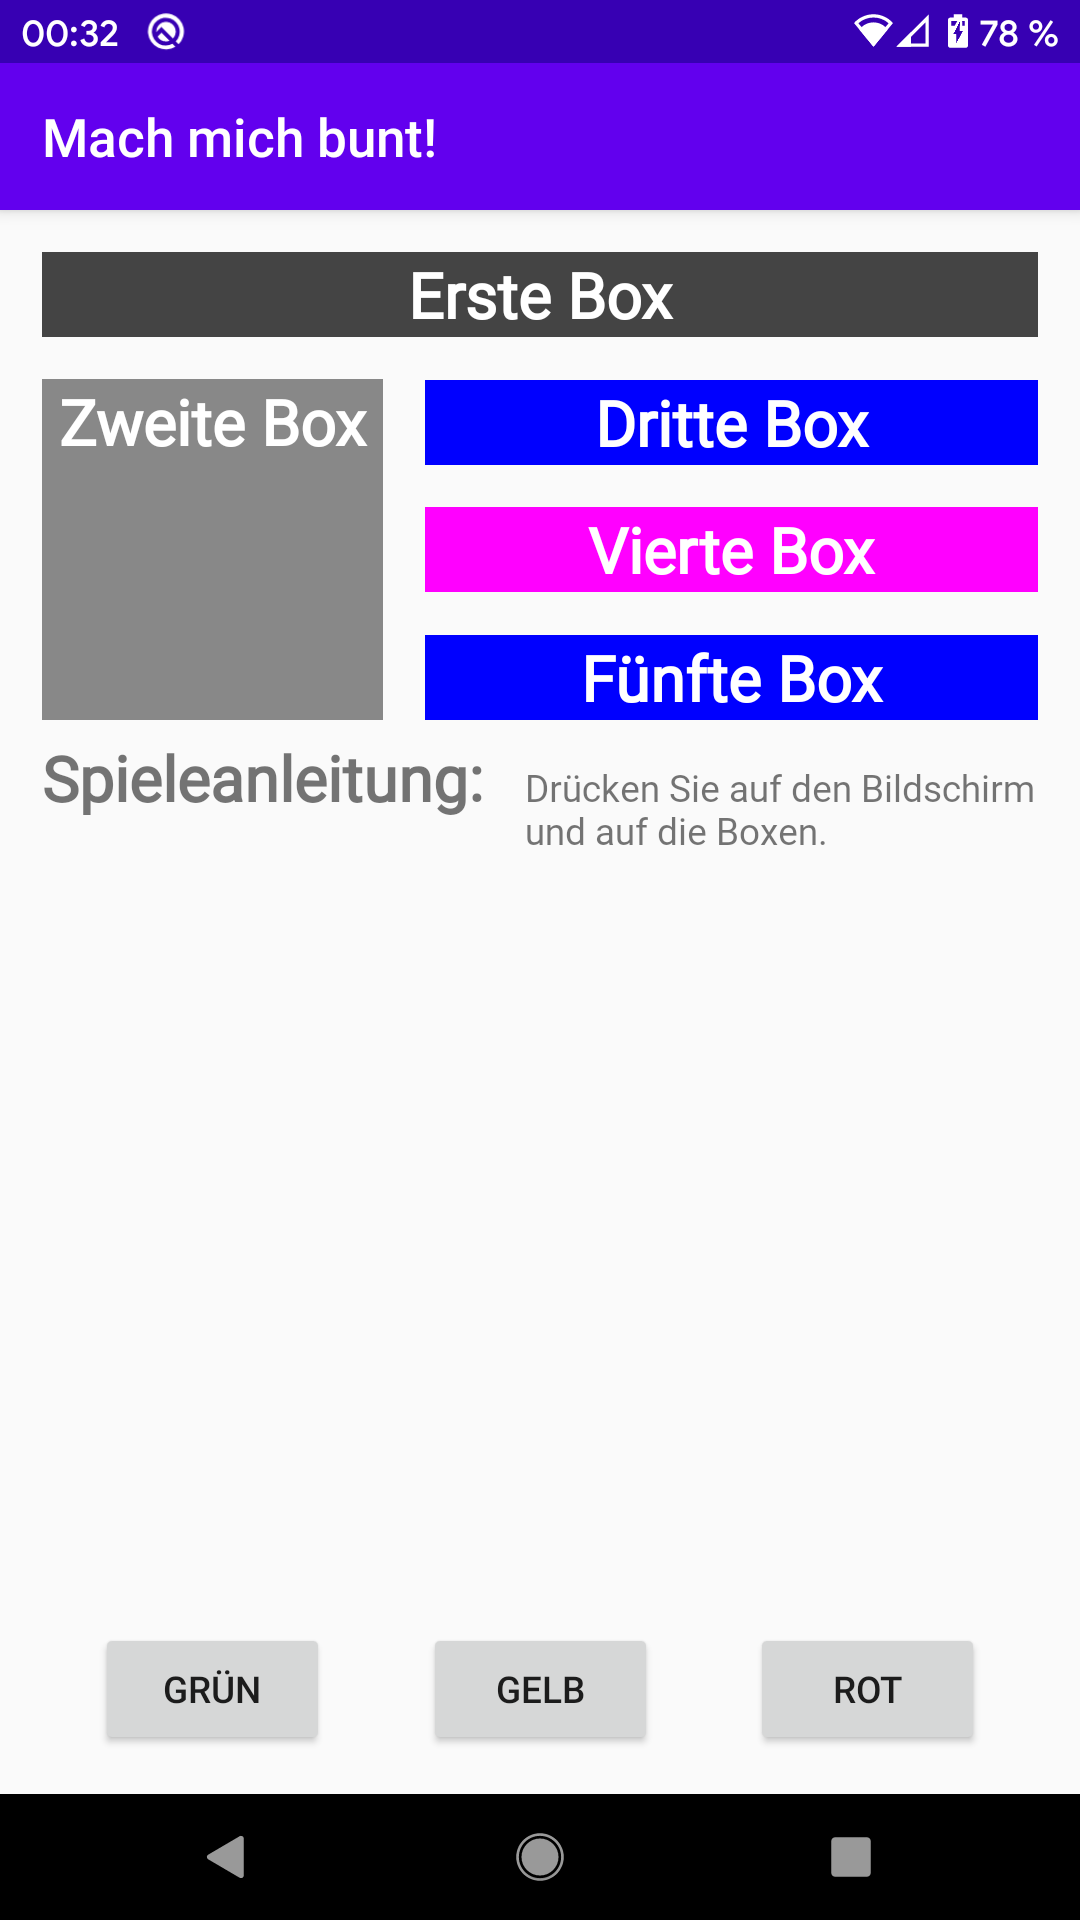 00:32
78 %
Mach mich bunt!
Erste Box
Zweite Box
Dritte Box
Vierte Box
Fünfte Box
Spieleanleitung:
Drücken Sie auf den Bildschirm
und auf die Boxen.
GRÜN
GELB
ROT